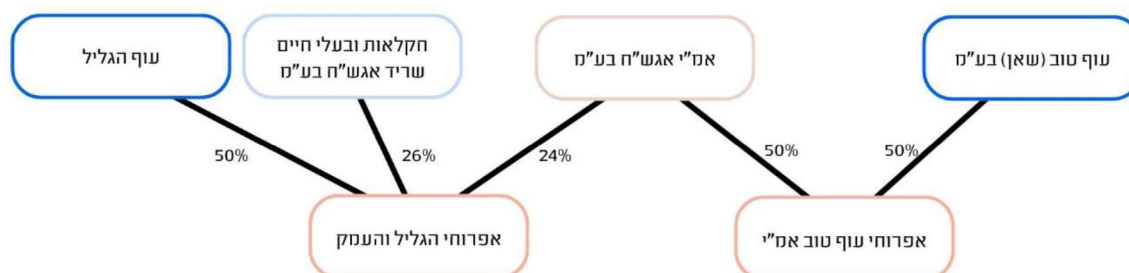 עוף הגליל
חקלאות ובעלי חיים
שריד אגש"ח בע"מ
אמ"י אגש"ח בע"מ
עוף טוב (שאן) בע"מ
50%
26%
24%
50%
50%
אפרוחי הגליל והעמק
אפרוחי עוף טוב אמ"י